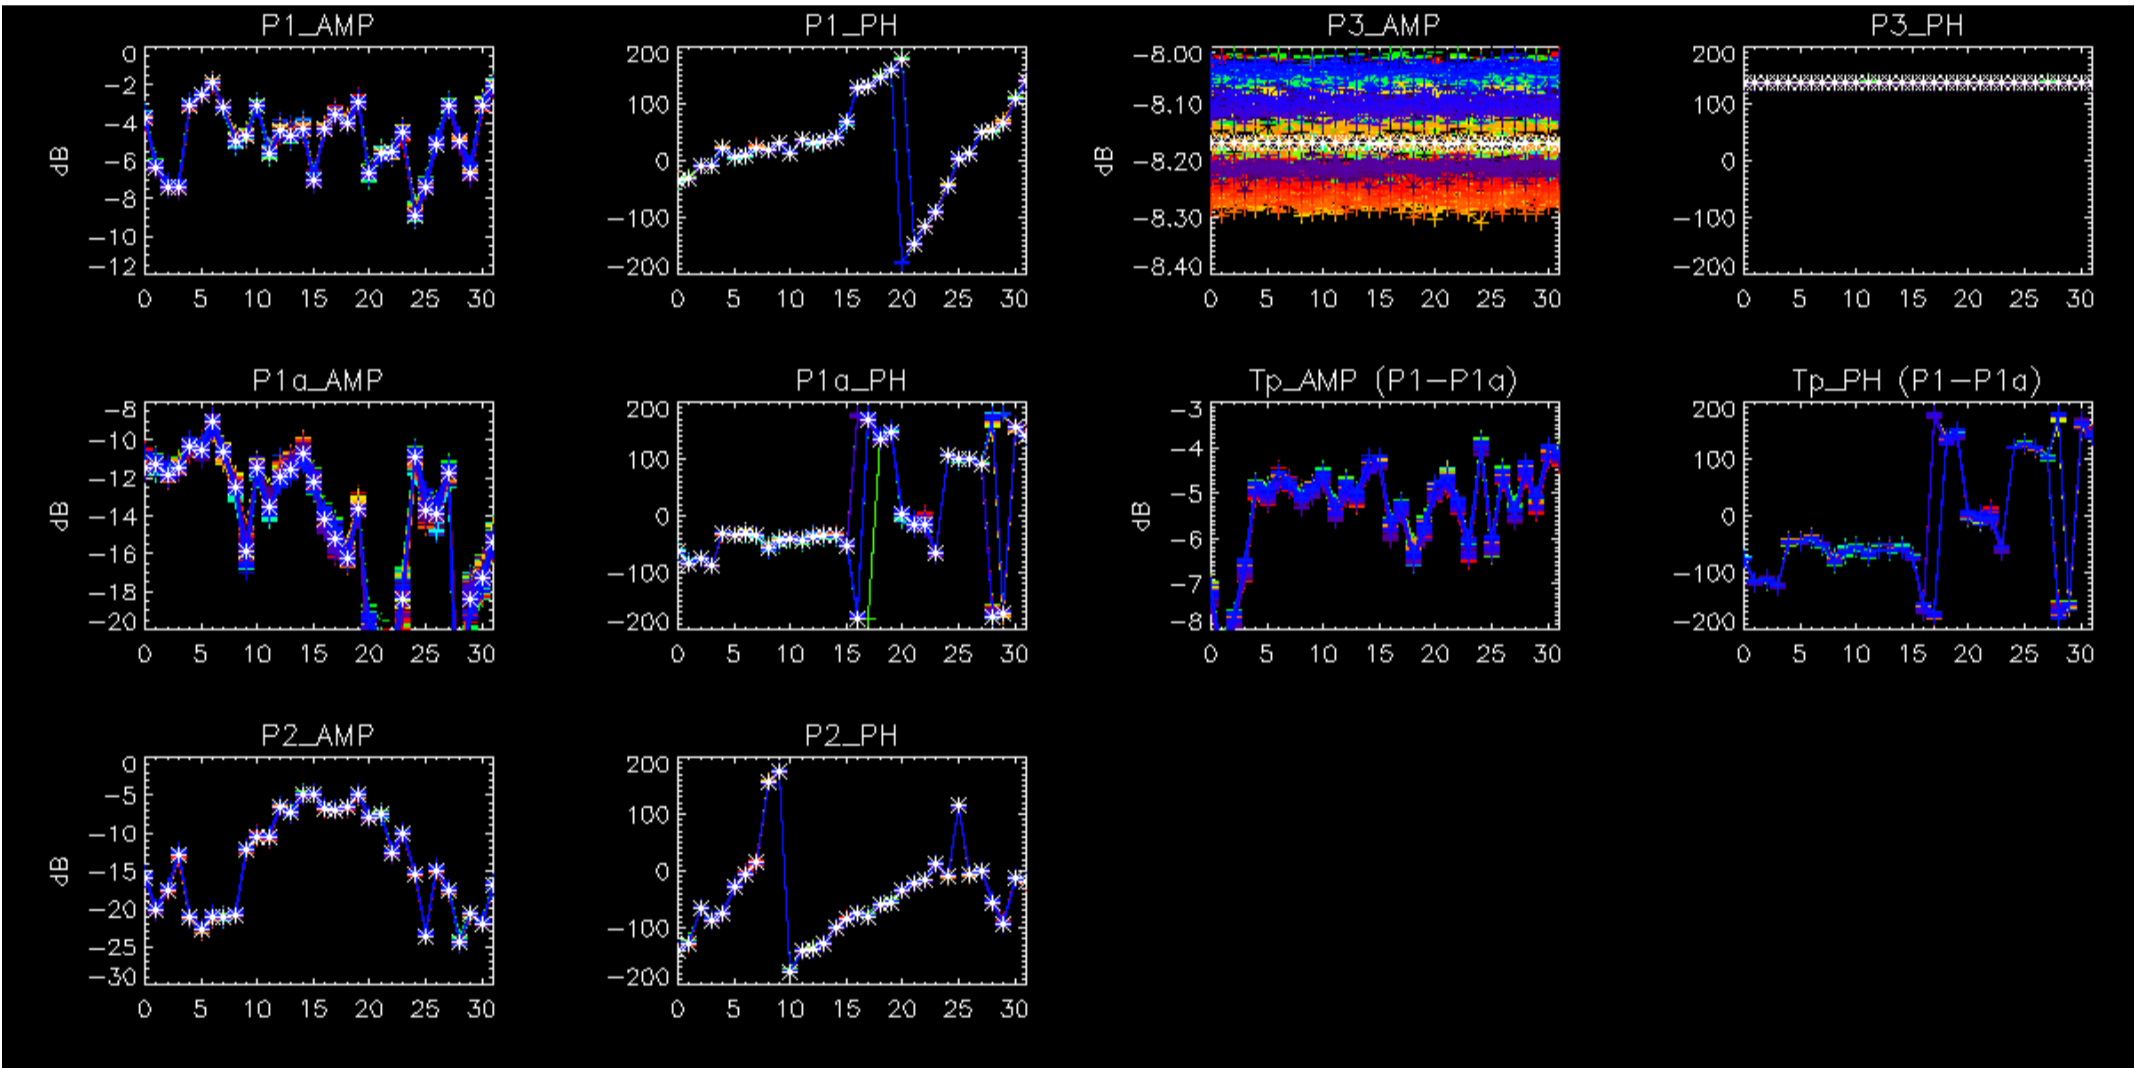 P1_AMP
P1_PH
P3_AMP
P3_PH
0
−2
−4
−6
−8
−10
−12
dB
0 5 10 15 20 25 30
200
100
0
−100
−200
0 5 10 15 20 25 30
−8.00
−8.10
−8.20
−8.30
−8.40
dB
0 5 10 15 20 25 30
200
100
0
−100
−200
0 5 10 15 20 25 30
P1a_AMP
P1a_PH
Tp_AMP (P1−P1a)
Tp_PH (P1−P1a)
−8
−10
−12
−14
−16
−18
−20
dB
0 5 10 15 20 25 30
200
100
0
−100
−200
0 5 10 15 20 25 30
−3
−4
−5
−6
−7
−8
dB
0 5 10 15 20 25 30
200
100
0
−100
−200
0 5 10 15 20 25 30
P2_AMP
P2_PH
0
−5
−10
−15
−20
−25
−30
dB
0 5 10 15 20 25 30
200
100
0
−100
−200
0 5 10 15 20 25 30